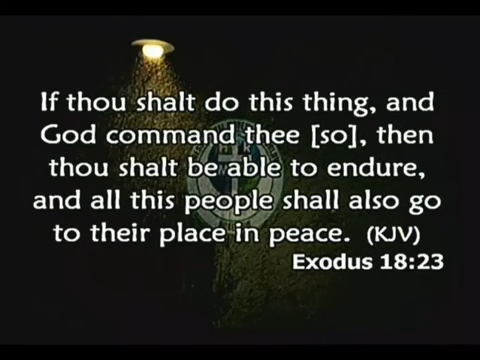 If thou shalt do this thing, and
God command thee [so], then
thou shalt be able to endure,
and all this people shall also go
to their place in peace. (KJV)
Exodus 18:23